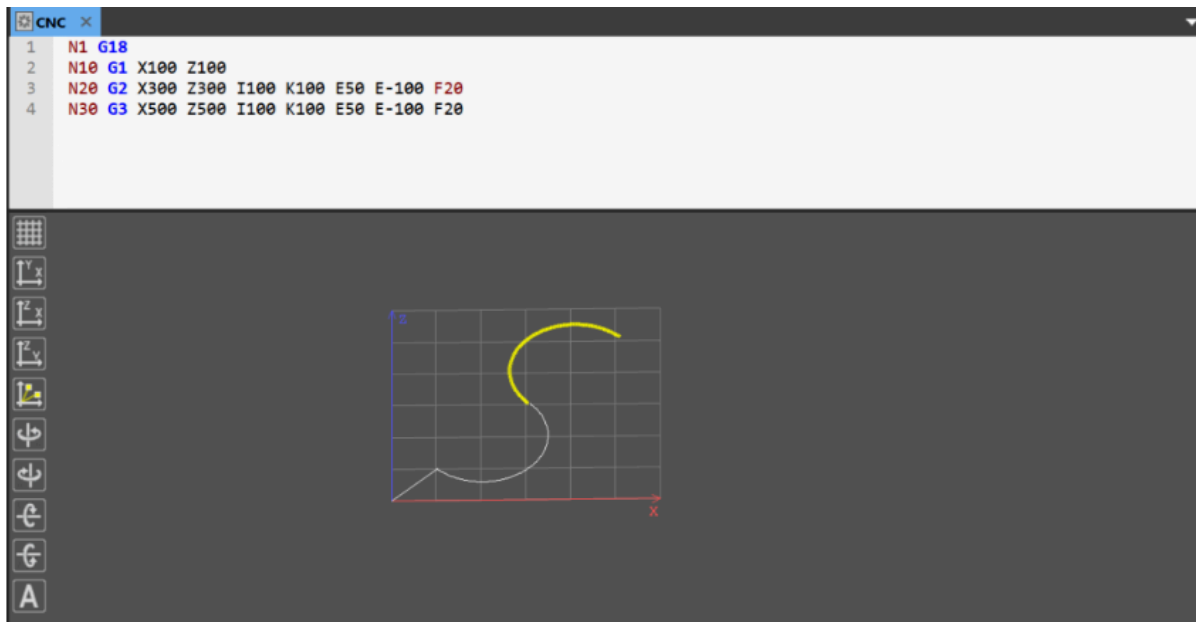 CNC
1 N1 G18
2 N10 G1 X100 Z100
3 N20 G2 X300 Z300 I100 K100 E50 E-100 F20
4 N30 G3 X500 Z500 I100 K100 E50 E-100 F20
Y X
Z X
Z Y
A
Z
X